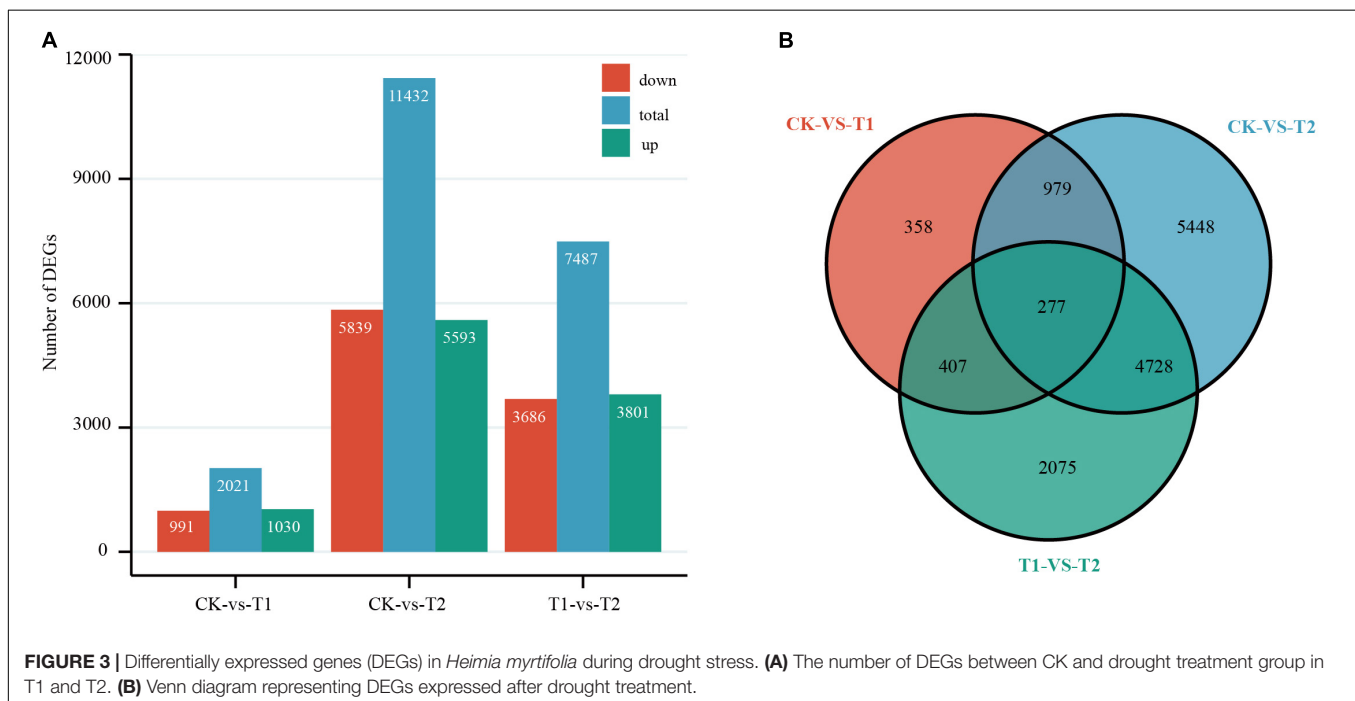 A
B
12000
9000
6000
3000
0
Number of DEGs
down
total
up
991
2021
1030
5839
11432
5593
3686
7487
3801
CK-vs-T1
CK-vs-T2
T1-vs-T2
CK-VS-T1
CK-VS-T2
979
358
5448
277
407
4728
2075
T1-VS-T2
FIGURE 3 | Differentially expressed genes (DEGs) in Heimia myrtifolia during drought stress. (A) The number of DEGs between CK and drought treatment group in
T1 and T2. (B) Venn diagram representing DEGs expressed after drought treatment.